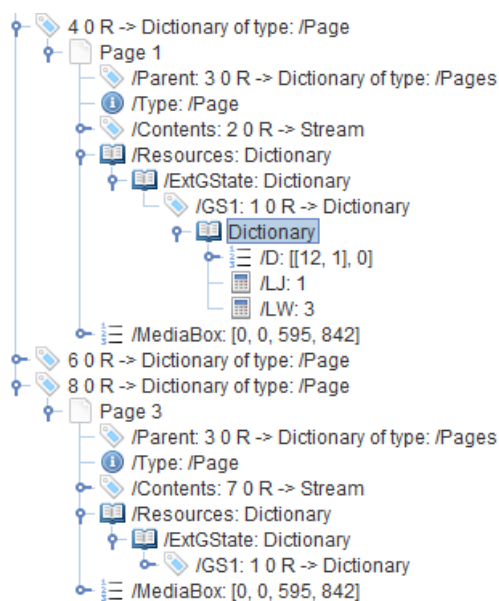 4 0 R -> Dictionary of type: /Page
Page 1
/Parent: 3 0 R -> Dictionary of type: /Pages
/Type: /Page
/Contents: 2 0 R -> Stream
/Resources: Dictionary
/ExtGState: Dictionary
/GS1: 1 0 R -> Dictionary
Dictionary
/D: [[12, 1], 0]
/LJ: 1
/LW: 3
/MediaBox: [0, 0, 595, 842]
6 0 R -> Dictionary of type: /Page
8 0 R -> Dictionary of type: /Page
Page 3
/Parent: 3 0 R -> Dictionary of type: /Pages
/Type: /Page
/Contents: 7 0 R -> Stream
/Resources: Dictionary
/ExtGState: Dictionary
/GS1: 1 0 R -> Dictionary
/MediaBox: [0, 0, 595, 842]